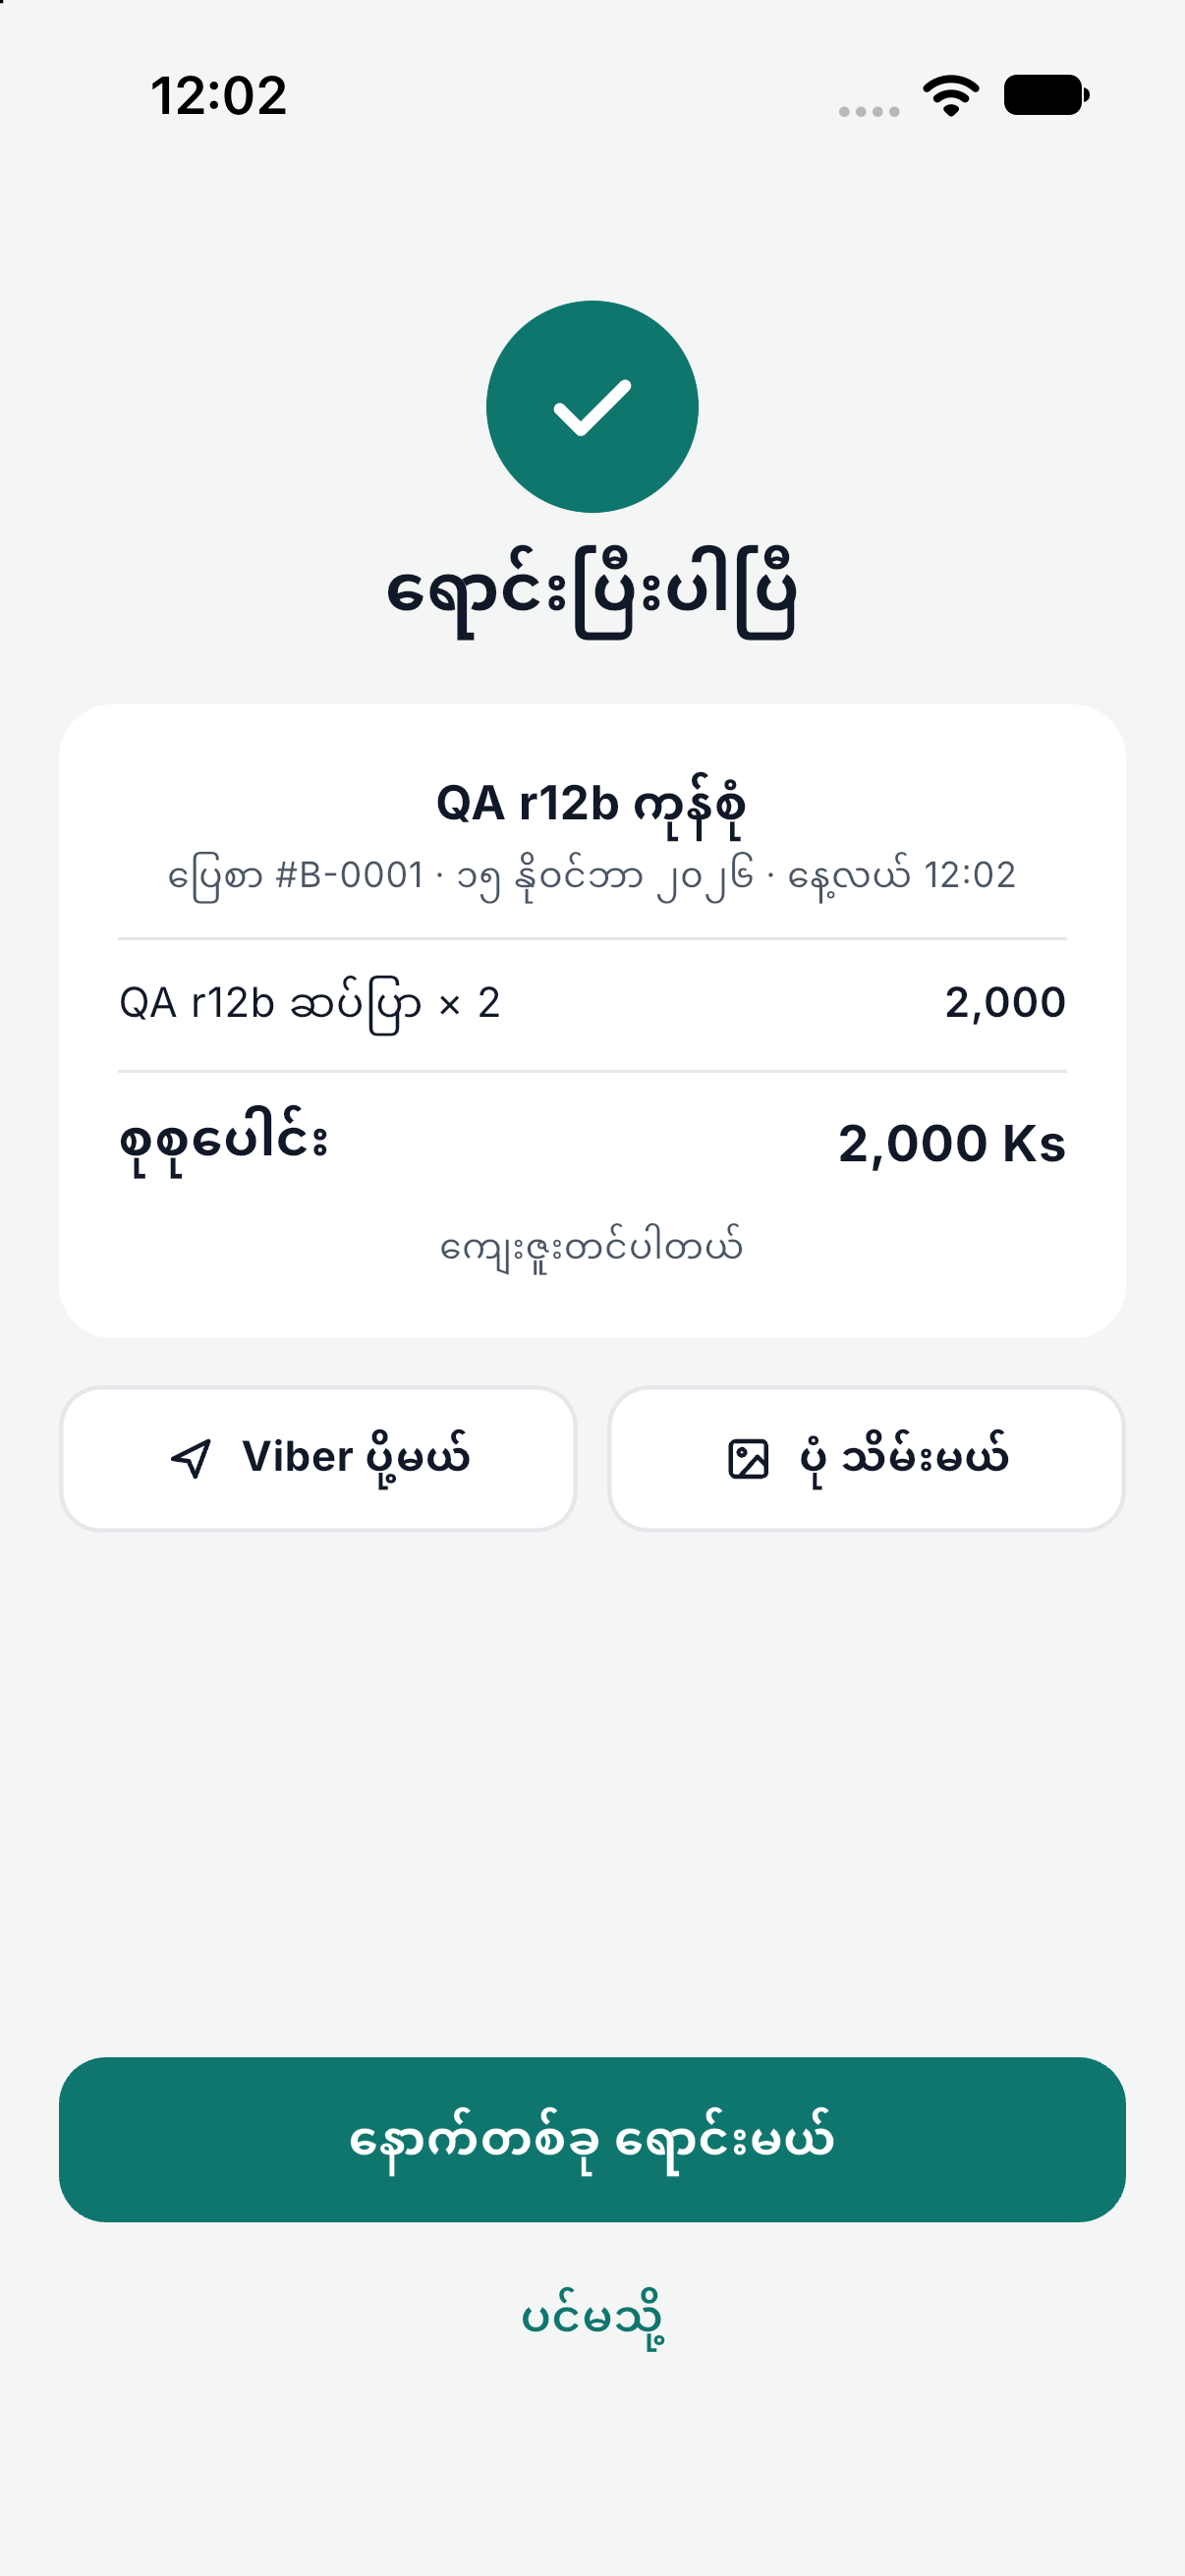 12:02
ရောင်းပြီးပါပြီ
QA r12b ကုန်စုံ
ပြေစာ #B-0001 · ၁၅ နိုဝင်ဘာ ၂၀၂၆ · နေ့လယ် 12:02
QA r12b ဆပ်ပြာ × 2 2,000
စုစုပေါင်း 2,000 Ks
ကျေးဇူးတင်ပါတယ်
Viber ပို့မယ် ပုံ သိမ်းမယ်
နောက်တစ်ခု ရောင်းမယ်
ပင်မသို့